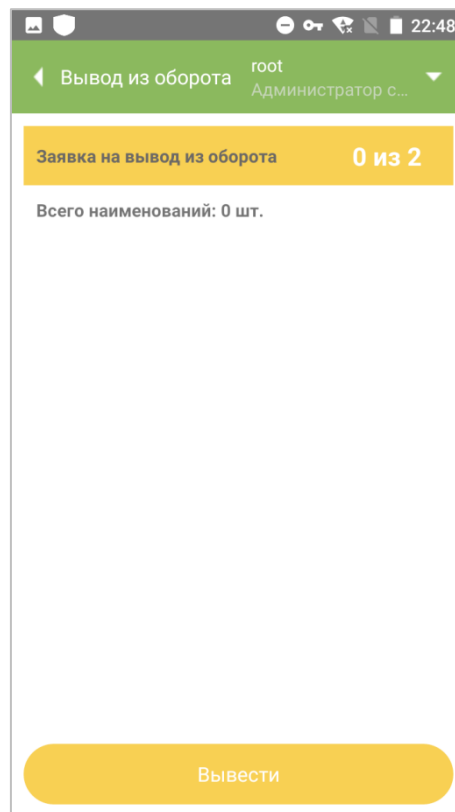 22:48
Вывод из оборота
root
Администратор с...
Заявка на вывод из оборота 0 из 2
Всего наименований: 0 шт.
Вывести